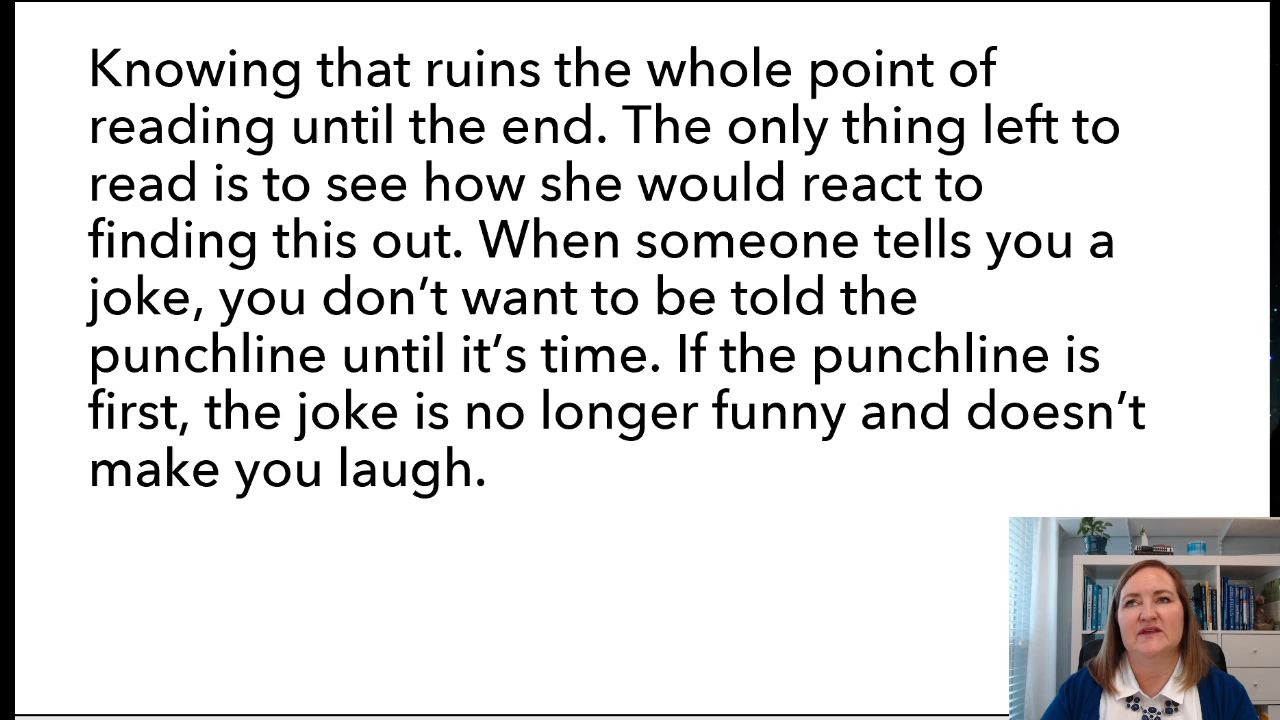 Knowing that ruins the whole point of
reading until the end. The only thing left to
read is to see how she would react to
finding this out. When someone tells you a
joke, you don’t want to be told the
punchline until it’s time. If the punchline is
first, the joke is no longer funny and doesn’t
make you laugh.